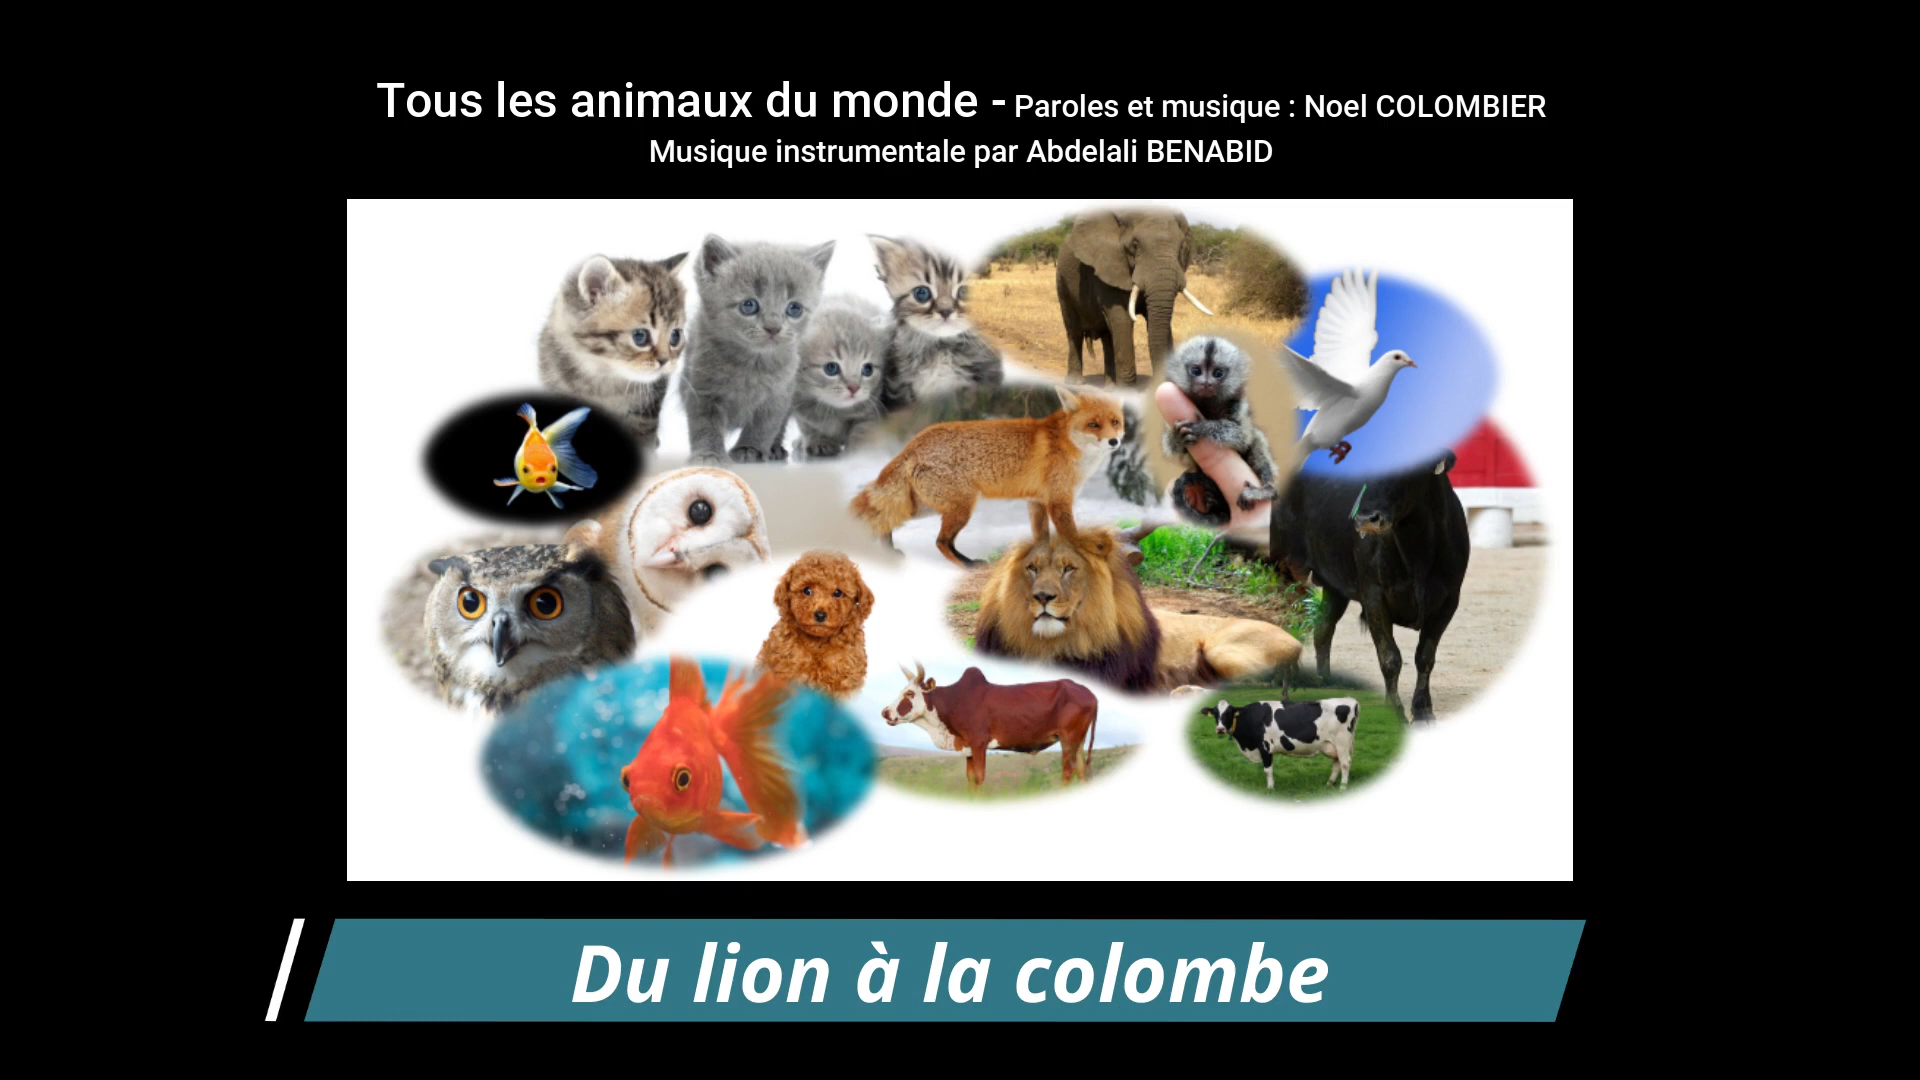 Tous les animaux du monde - Paroles et musique : Noel COLOMBIER
Musique instrumentale par Abdelali BENABID
Du lion à la colombe